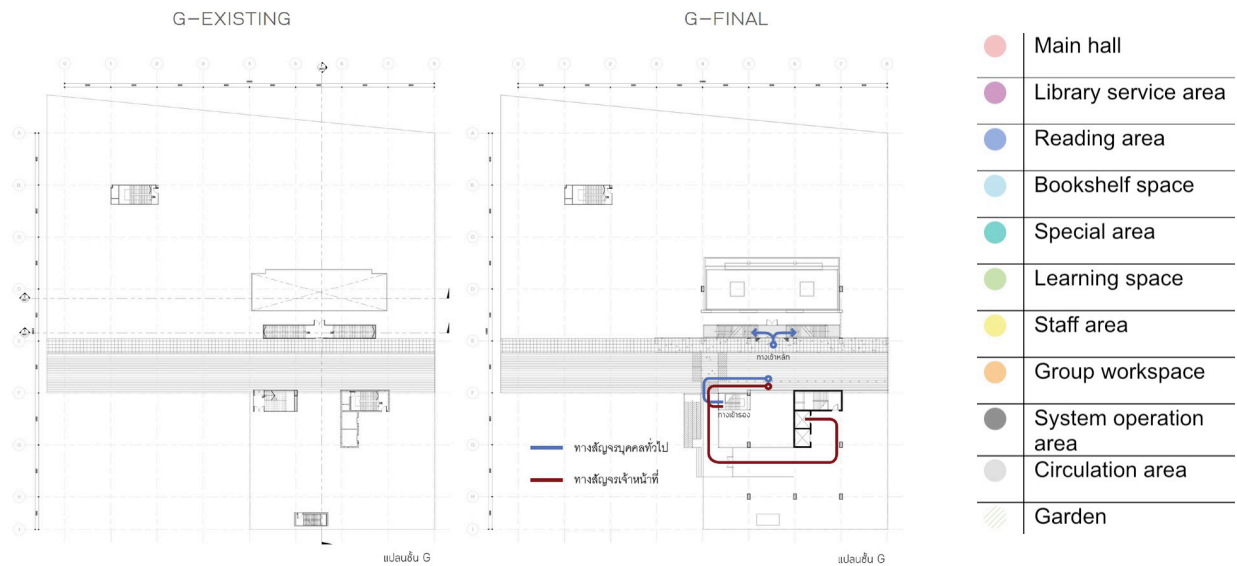 G-EXISTING
G-FINAL
ทางเข้าหลัก
ทางเข้ารอง
ทางสัญจรบุคคลทั่วไป
ทางสัญจรเจ้าหน้าที่
แปลนชั้น G
แปลนชั้น G
Main hall
Library service area
Reading area
Bookshelf space
Special area
Learning space
Staff area
Group workspace
System operation
area
Circulation area
Garden